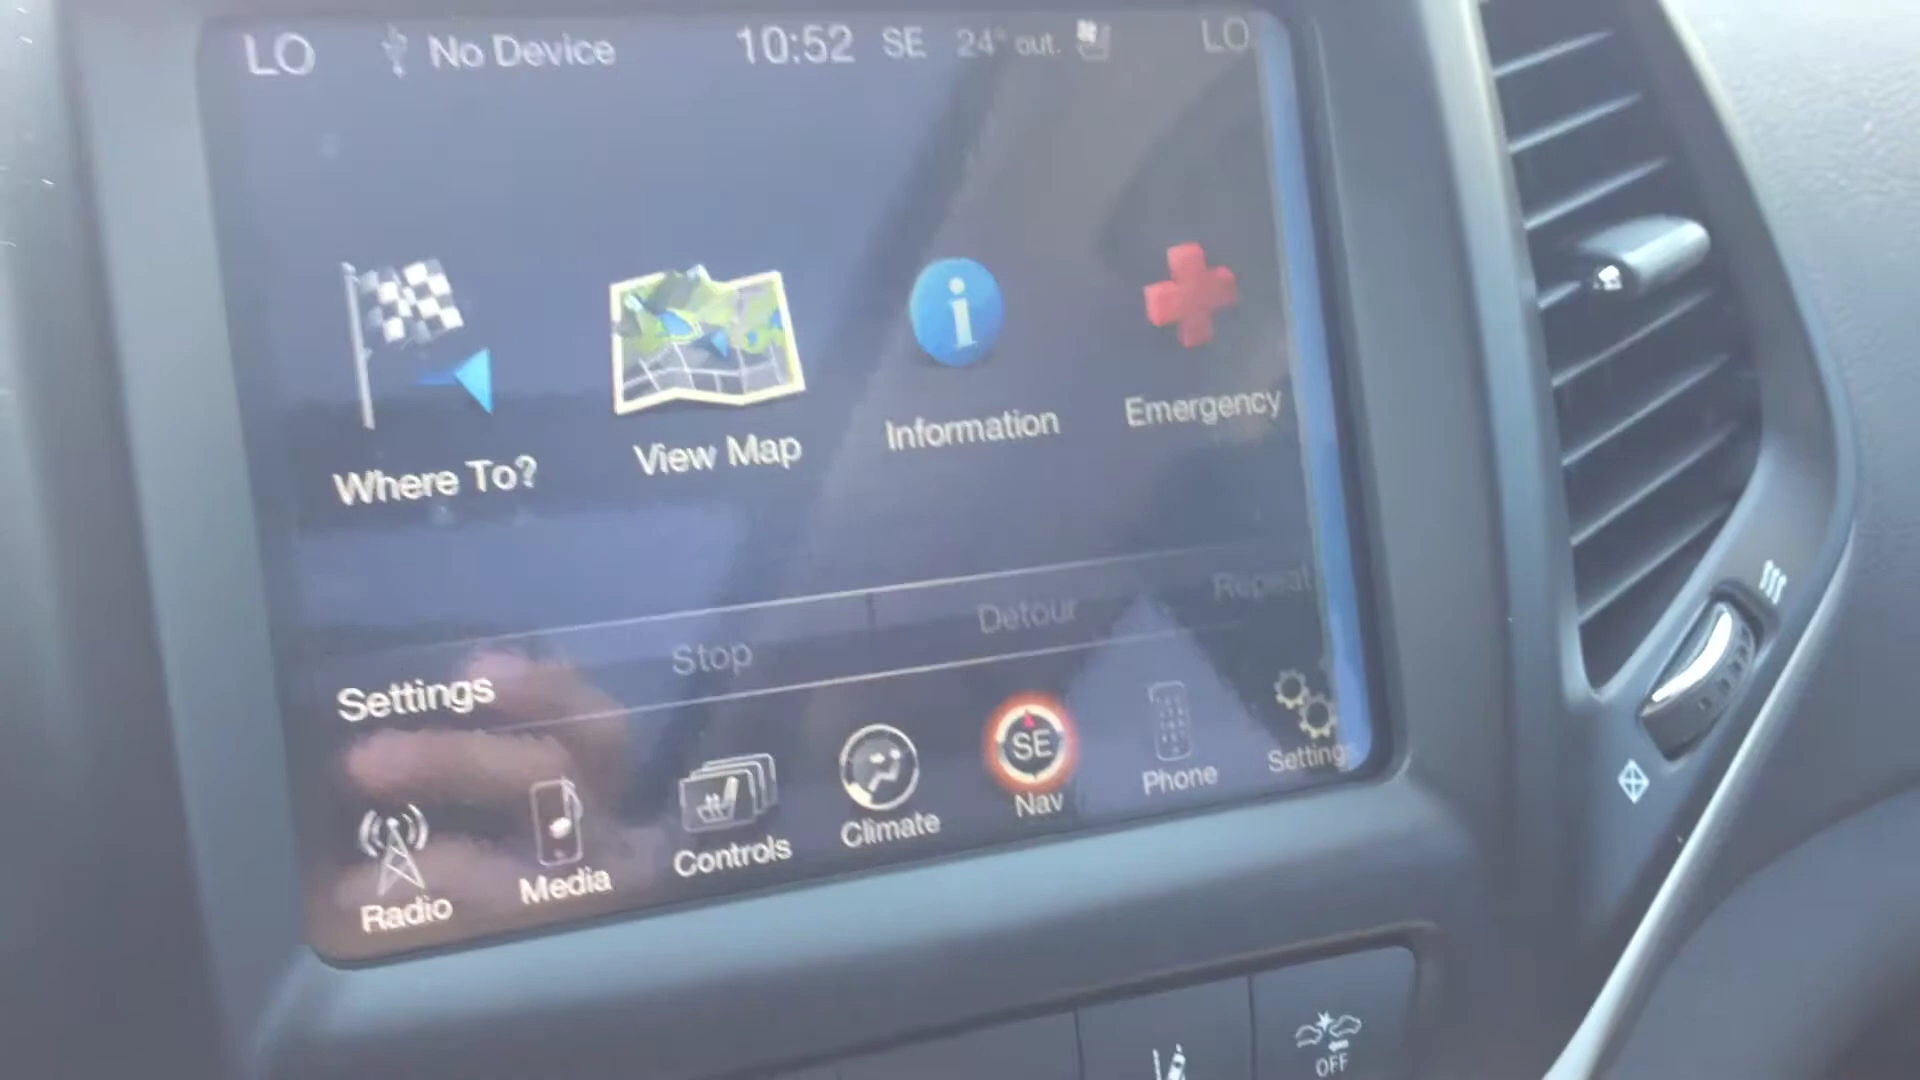 LO No Device 10:52 SE 24° out. LO
Where To? View Map Information Emergency
Settings Stop Detour Repeat
SE
Radio Media Controls Climate Nav Phone Settings
OFF